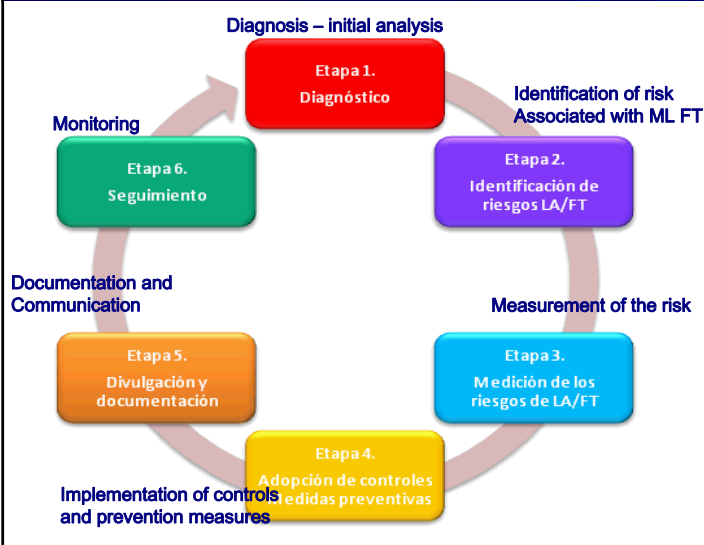 Diagnosis – initial analysis
Etapa 1.
Diagnóstico
Identification of risk
Associated with ML FT
Etapa 2.
Identificación de
riesgos LA/FT
Measurement of the risk
Etapa 3.
Medición de los
riesgos de LA/FT
Etapa 4.
Adopción de controles
Medidas preventivas
Implementation of controls
and prevention measures
Documentation and
Communication
Etapa 5.
Divulgación y
documentación
Monitoring
Etapa 6.
Seguimiento